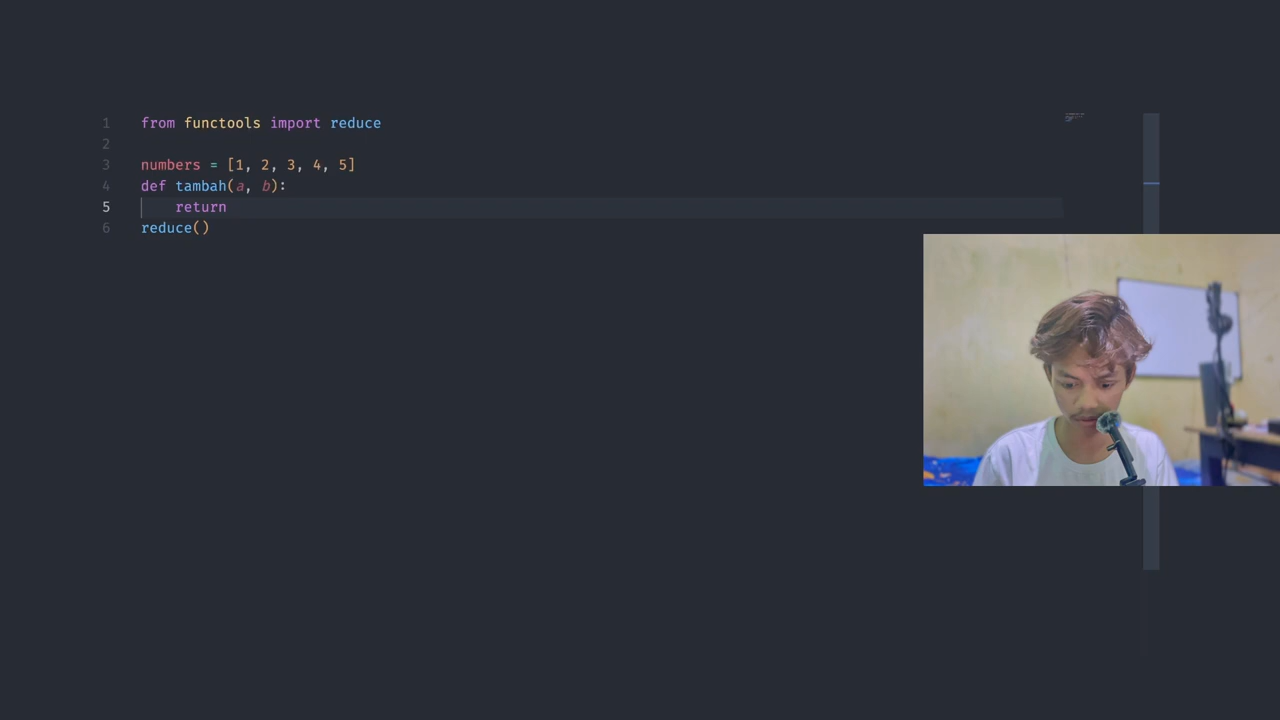 1 from functools import reduce
2
3 numbers = [1, 2, 3, 4, 5]
4 def tambah(a, b):
5     return
6 reduce()